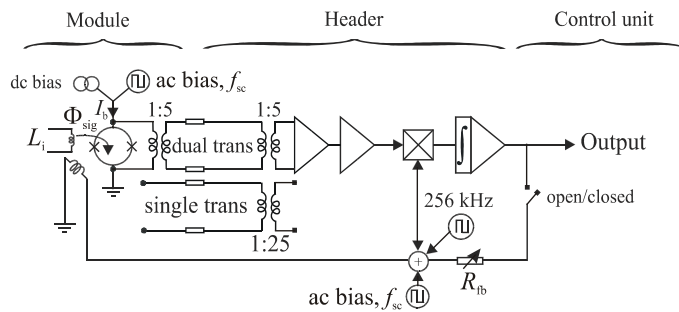 Module Header Control unit
dc bias
ac bias, fsc
Ib
1:5 1:5
Φsig
Li
dual trans
∫
Output
single trans
256 kHz
open/closed
1:25
+
Rfb
ac bias, fsc